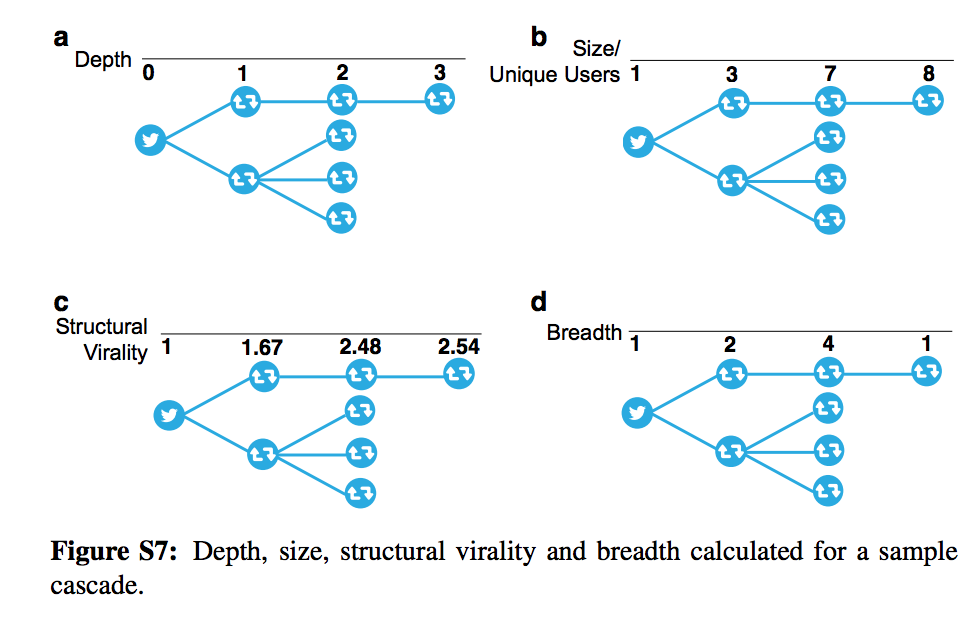 a
Depth
0 1 2 3
b
Size/
Unique Users 1 3 7 8
c
Structural
Virality 1 1.67 2.48 2.54
d
Breadth 1 2 4 1
Figure S7: Depth, size, structural virality and breadth calculated for a sample
cascade.